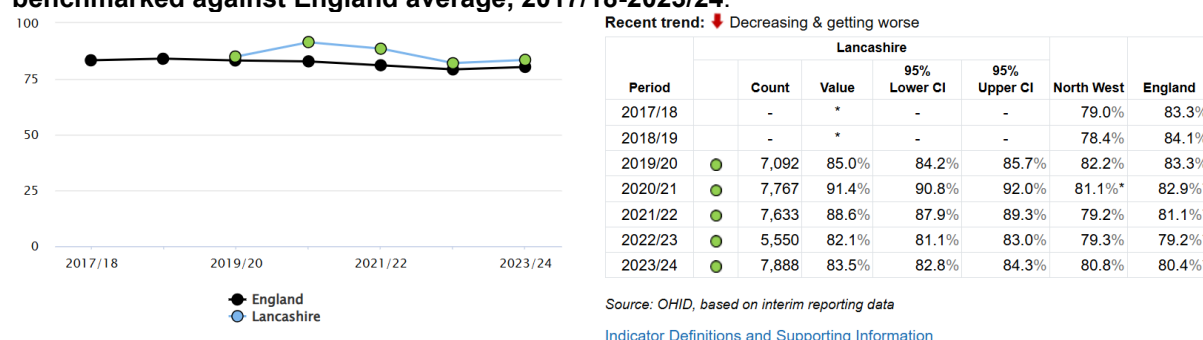 benchmarked against England average, 2017/18-2023/24.
100
75
50
25
0
2017/18 2019/20 2021/22 2023/24
England
Lancashire
Recent trend: Decreasing & getting worse
Lancashire
Period Count Value 95% Lower CI 95% Upper CI North West England
2017/18 - * - - 79.0% 83.3%
2018/19 - * - - 78.4% 84.1%
2019/20 7,092 85.0% 84.2% 85.7% 82.2% 83.3%
2020/21 7,767 91.4% 90.8% 92.0% 81.1%* 82.9%
2021/22 7,633 88.6% 87.9% 89.3% 79.2% 81.1%
2022/23 5,550 82.1% 81.1% 83.0% 79.3% 79.2%
2023/24 7,888 83.5% 82.8% 84.3% 80.8% 80.4%
Source: OHID, based on interim reporting data
Indicator Definitions and Supporting Information